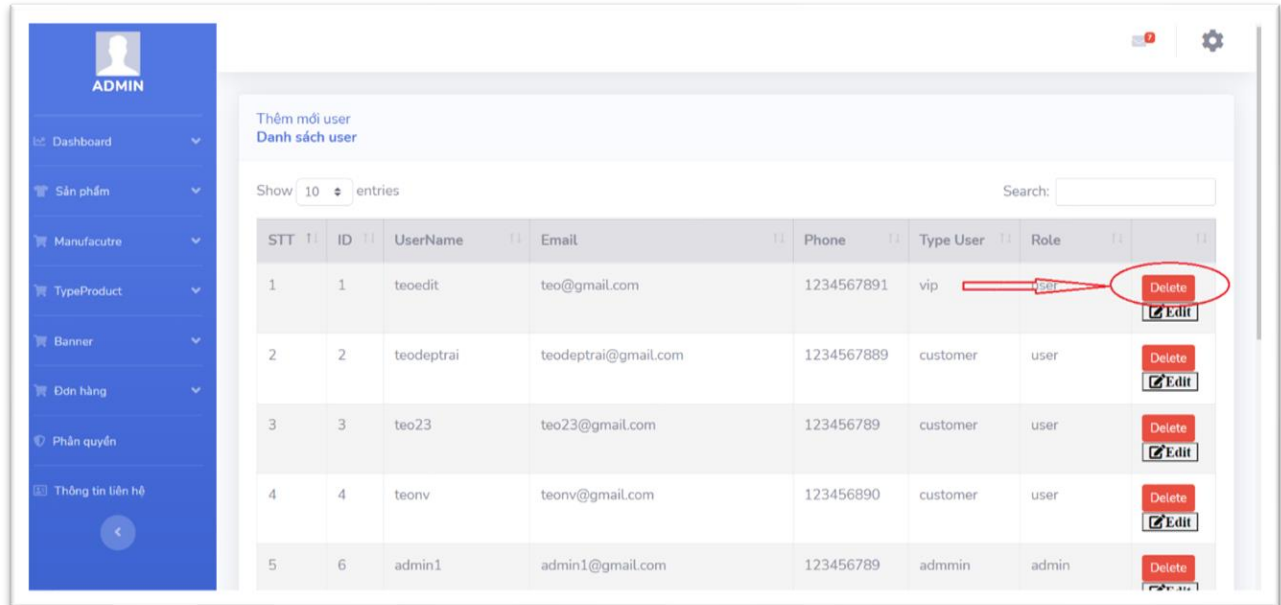 7
ADMIN
Dashboard
Sản phẩm
Manufacutre
TypeProduct
Banner
Đơn hàng
Phân quyền
Thông tin liên hệ
Thêm mới user
Danh sách user
Show 10 entries
Search:
STT ID UserName Email Phone Type User Role
1 1 teoedit teo@gmail.com 1234567891 vip user Delete
Edit
2 2 teodeptrai teodeptrai@gmail.com 1234567889 customer user Delete
Edit
3 3 teo23 teo23@gmail.com 123456789 customer user Delete
Edit
4 4 teonv teonv@gmail.com 123456890 customer user Delete
Edit
5 6 admin1 admin1@gmail.com 123456789 admmin admin Delete
Edit